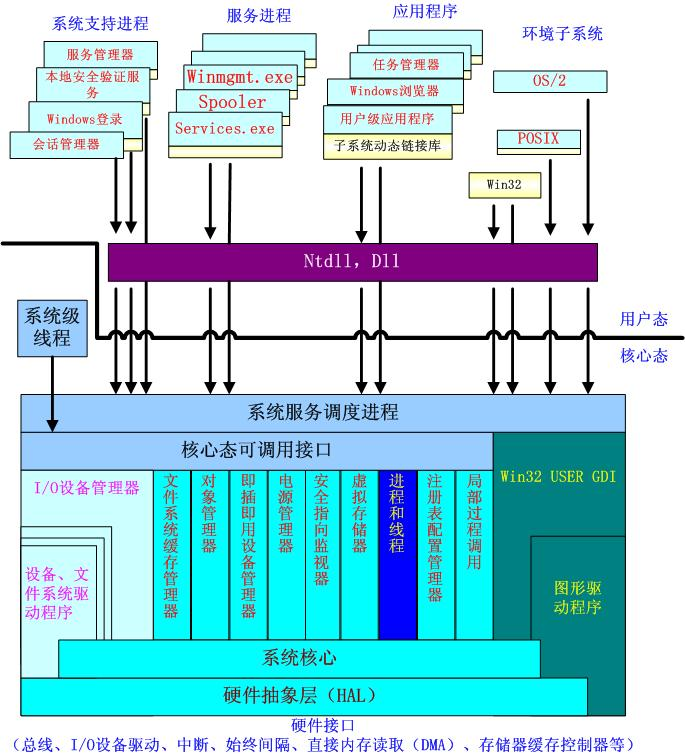 系统支持进程
服务进程
应用程序
环境子系统
服务管理器
本地安全验证服
务
Windows登录
会话管理器
Winmgmt.exe
Spooler
Services.exe
任务管理器
Windows浏览器
用户级应用程序
子系统动态链接库
OS/2
POSIX
Win32
Ntdll，Dll
系统级
线程
用户态
核心态
系统服务调度进程
核心态可调用接口
Win32 USER GDI
I/O设备管理器
设备、文
件系统驱
动程序
文件系统缓存管理器
对象管理器
即插即用设备管理器
电源管理器
安全指向监视器
虚拟存储器
进程和线程
注册表配置管理器
局部过程调用
图形驱
动程序
系统核心
硬件抽象层（HAL）
硬件接口
（总线、I/O设备驱动、中断、始终间隔、直接内存读取（DMA）、存储器缓存控制器等）